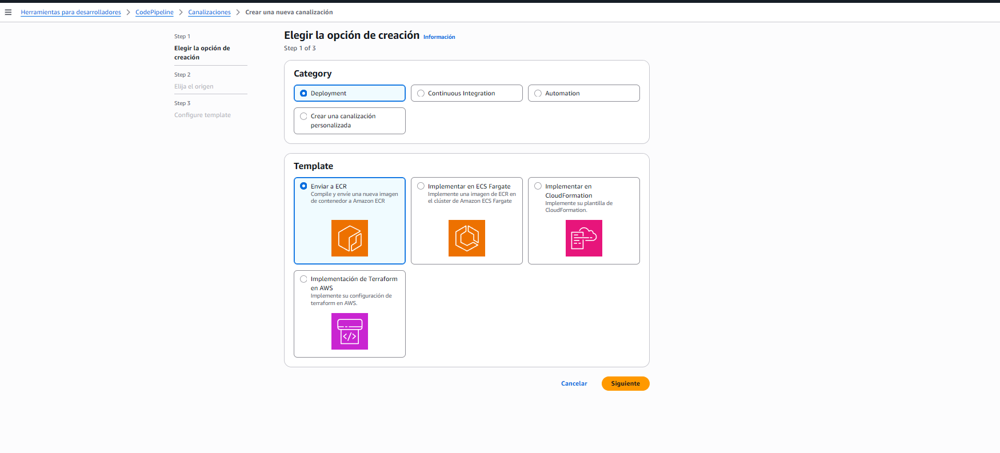 Herramientas para desarrolladores > CodePipeline > Canalizaciones > Crear una nueva canalización
Step 1
Elegir la opción de
creación
Step 2
Elija el origen
Step 3
Configure template
Elegir la opción de creación Información
Step 1 of 3
Category
Deployment
Continuous Integration
Automation
Crear una canalización
personalizada
Template
Enviar a ECR
Compile y envíe una nueva imagen
de contenedor a Amazon ECR
Implementar en ECS Fargate
Implemente una imagen de ECR en
el clúster de Amazon ECS Fargate
Implementar en
CloudFormation
Implemente su plantilla de
CloudFormation.
Implementación de Terraform
en AWS
Implemente su configuración de
terraform en AWS.
Cancelar
Siguiente